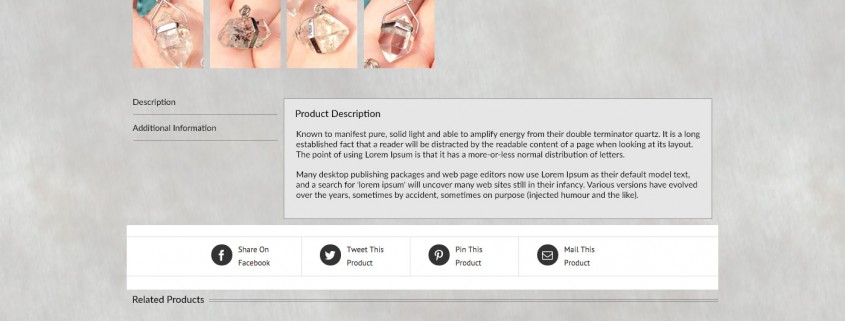 Description
Additional Information
Product Description
Known to manifest pure, solid light and able to amplify energy from their double terminator quartz. It is a long
established fact that a reader will be distracted by the readable content of a page when looking at its layout.
The point of using Lorem Ipsum is that it has a more-or-less normal distribution of letters.
Many desktop publishing packages and web page editors now use Lorem Ipsum as their default model text,
and a search for 'lorem ipsum' will uncover many web sites still in their infancy. Various versions have evolved
over the years, sometimes by accident, sometimes on purpose (injected humour and the like).
Share On
Facebook
Tweet This
Product
Pin This
Product
Mail This
Product
Related Products